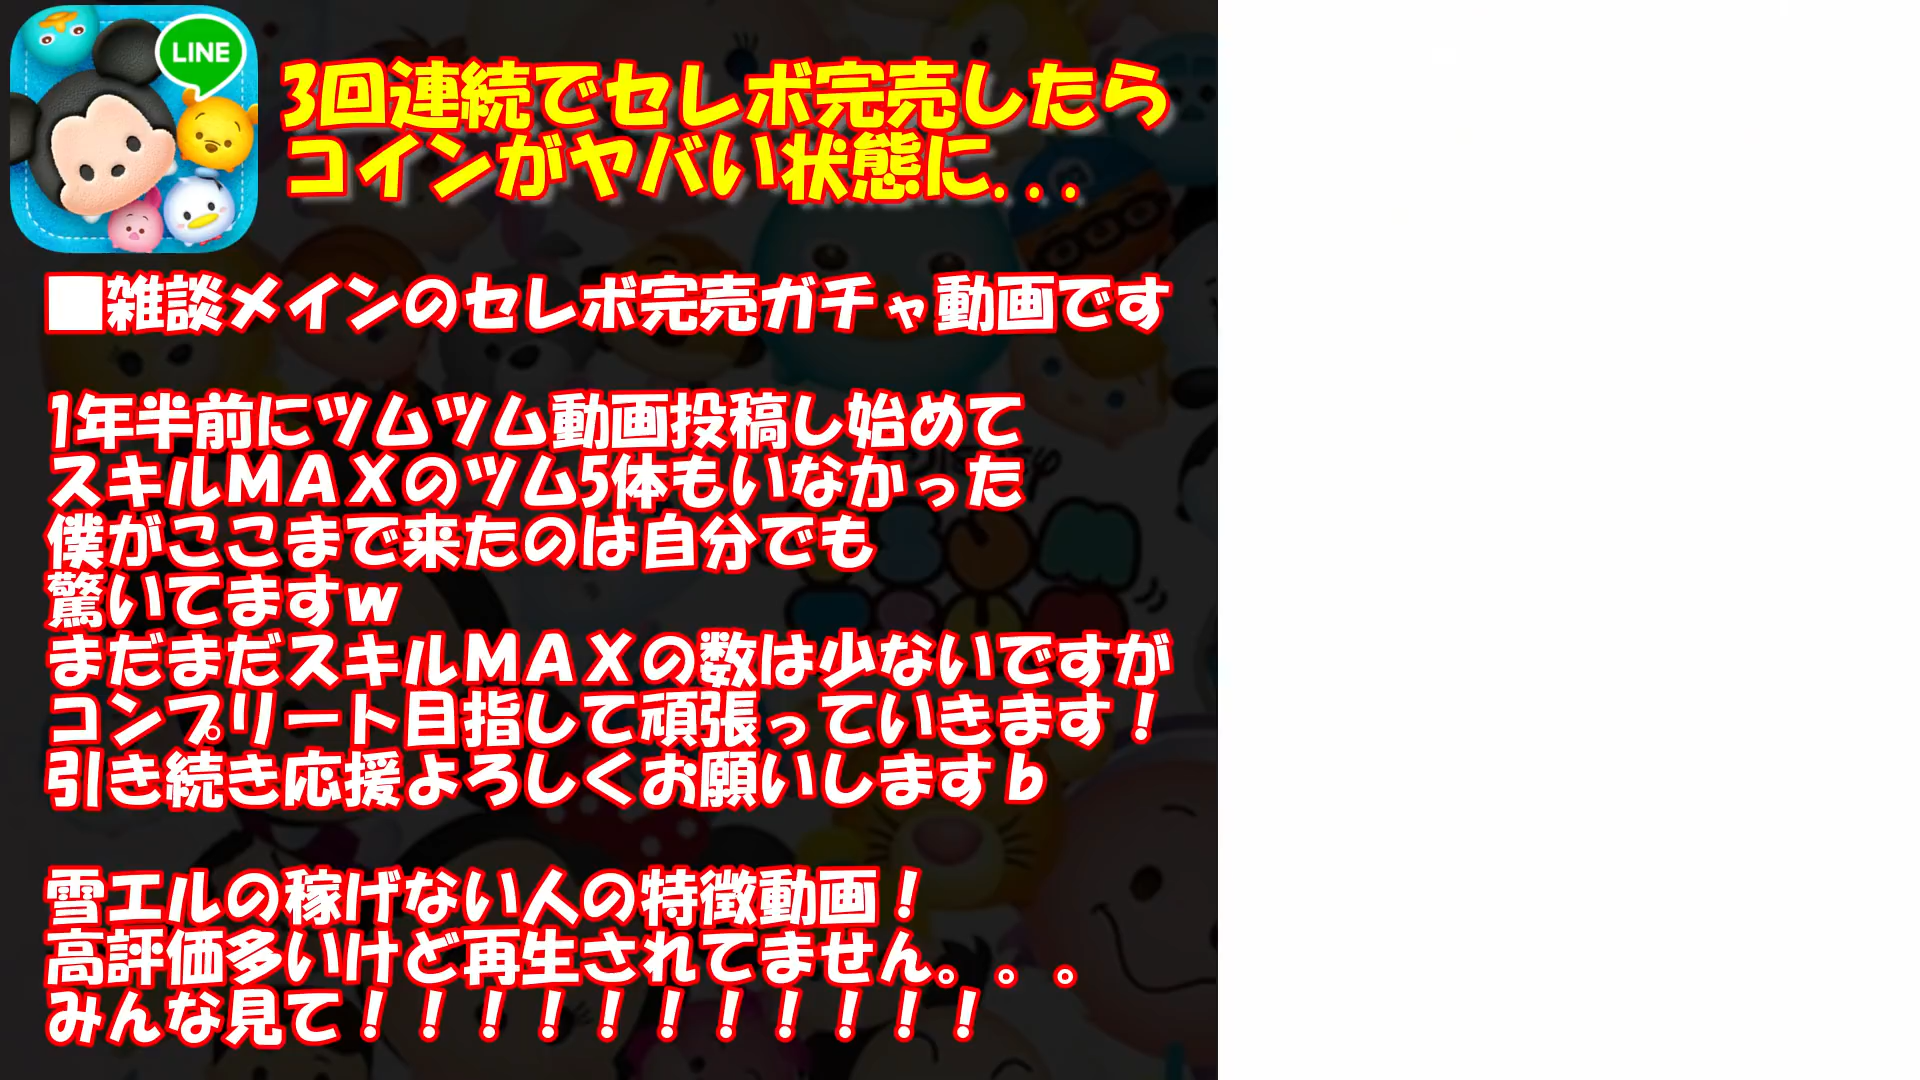 LINE
3回連続でセレボ完売したら
コインがヤバい状態に...
■雑談メインのセレボ完売ガチャ動画です
1年半前にツムツム動画投稿し始めて
スキルMAXのツム5体もいなかった
僕がここまで来たのは自分でも
驚いてますw
まだまだスキルMAXの数は少ないですが
コンプリート目指して頑張っていきます！
引き続き応援よろしくお願いしますb
雪エルの稼げない人の特徴動画！
高評価多いけど再生されてません。。。
みんな見て！！！！！！！！！！！